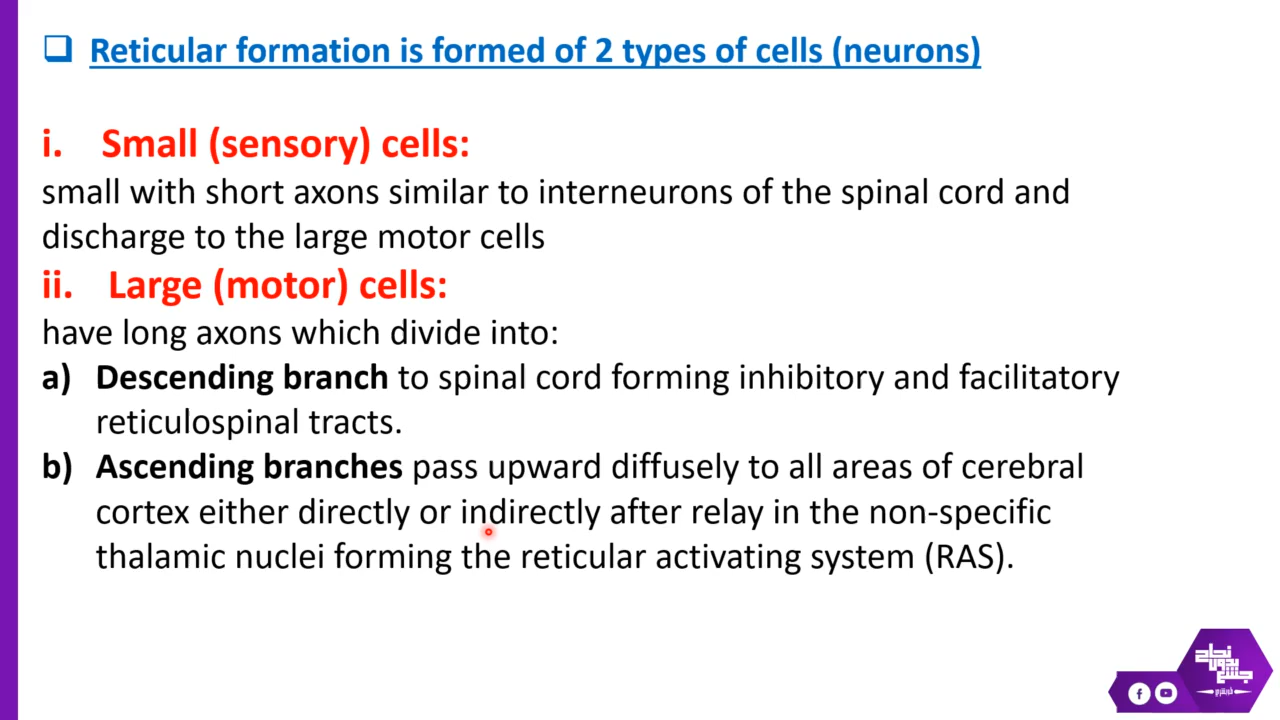 ❑ Reticular formation is formed of 2 types of cells (neurons)
i. Small (sensory) cells:
small with short axons similar to interneurons of the spinal cord and
discharge to the large motor cells
ii. Large (motor) cells:
have long axons which divide into:
a) Descending branch to spinal cord forming inhibitory and facilitatory
reticulospinal tracts.
b) Ascending branches pass upward diffusely to all areas of cerebral
cortex either directly or indirectly after relay in the non-specific
thalamic nuclei forming the reticular activating system (RAS).
نجاح
بدون